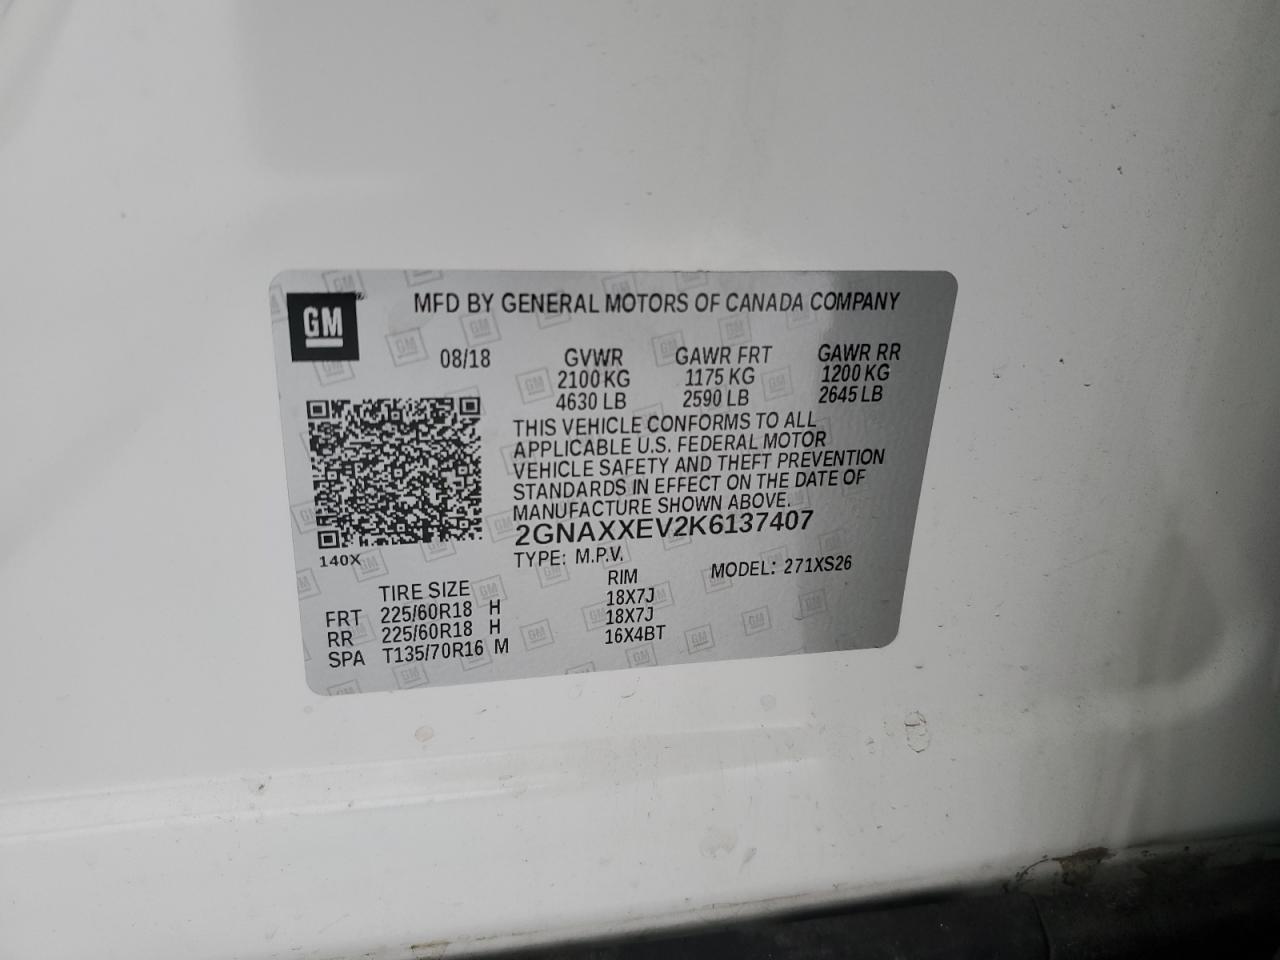 GM
MFD BY GENERAL MOTORS OF CANADA COMPANY
08/18 GVWR GAWR FRT GAWR RR
2100 KG 1175 KG 1200 KG
4630 LB 2590 LB 2645 LB
THIS VEHICLE CONFORMS TO ALL
APPLICABLE U.S. FEDERAL MOTOR
VEHICLE SAFETY AND THEFT PREVENTION
STANDARDS IN EFFECT ON THE DATE OF
MANUFACTURE SHOWN ABOVE.
2GNAXXEV2K6137407
140X
TYPE: M.P.V. MODEL: 271XS26
TIRE SIZE RIM
FRT 225/60R18 H 18X7J
RR 225/60R18 H 18X7J
SPA T135/70R16 M 16X4BT